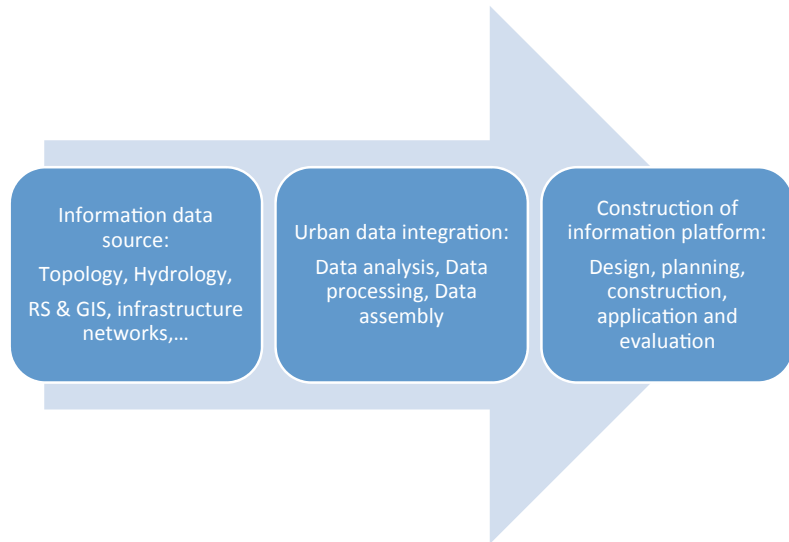 Information data
source:
Topology, Hydrology,
RS & GIS, infrastructure
networks,...
Urban data integration:
Data analysis, Data
processing, Data
assembly
Construction of
information platform:
Design, planning,
construction,
application and
evaluation